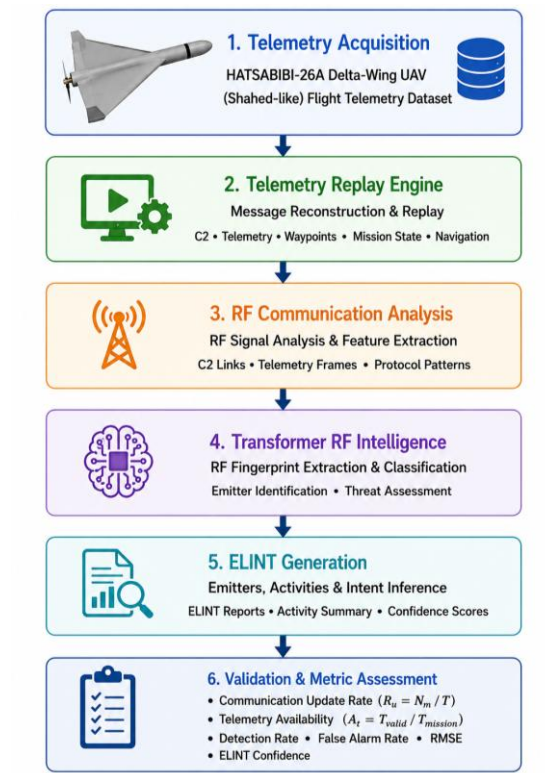 1. Telemetry Acquisition
HATSABIBI-26A Delta-Wing UAV
(Shahed-like) Flight Telemetry Dataset
2. Telemetry Replay Engine
Message Reconstruction & Replay
C2 • Telemetry • Waypoints • Mission State • Navigation
3. RF Communication Analysis
RF Signal Analysis & Feature Extraction
C2 Links • Telemetry Frames • Protocol Patterns
4. Transformer RF Intelligence
RF Fingerprint Extraction & Classification
Emitter Identification • Threat Assessment
5. ELINT Generation
Emitters, Activities & Intent Inference
ELINT Reports • Activity Summary • Confidence Scores
6. Validation & Metric Assessment
• Communication Update Rate (R_u = N_m / T)
• Telemetry Availability (A_t = T_valid / T_mission)
• Detection Rate • False Alarm Rate • RMSE
• ELINT Confidence